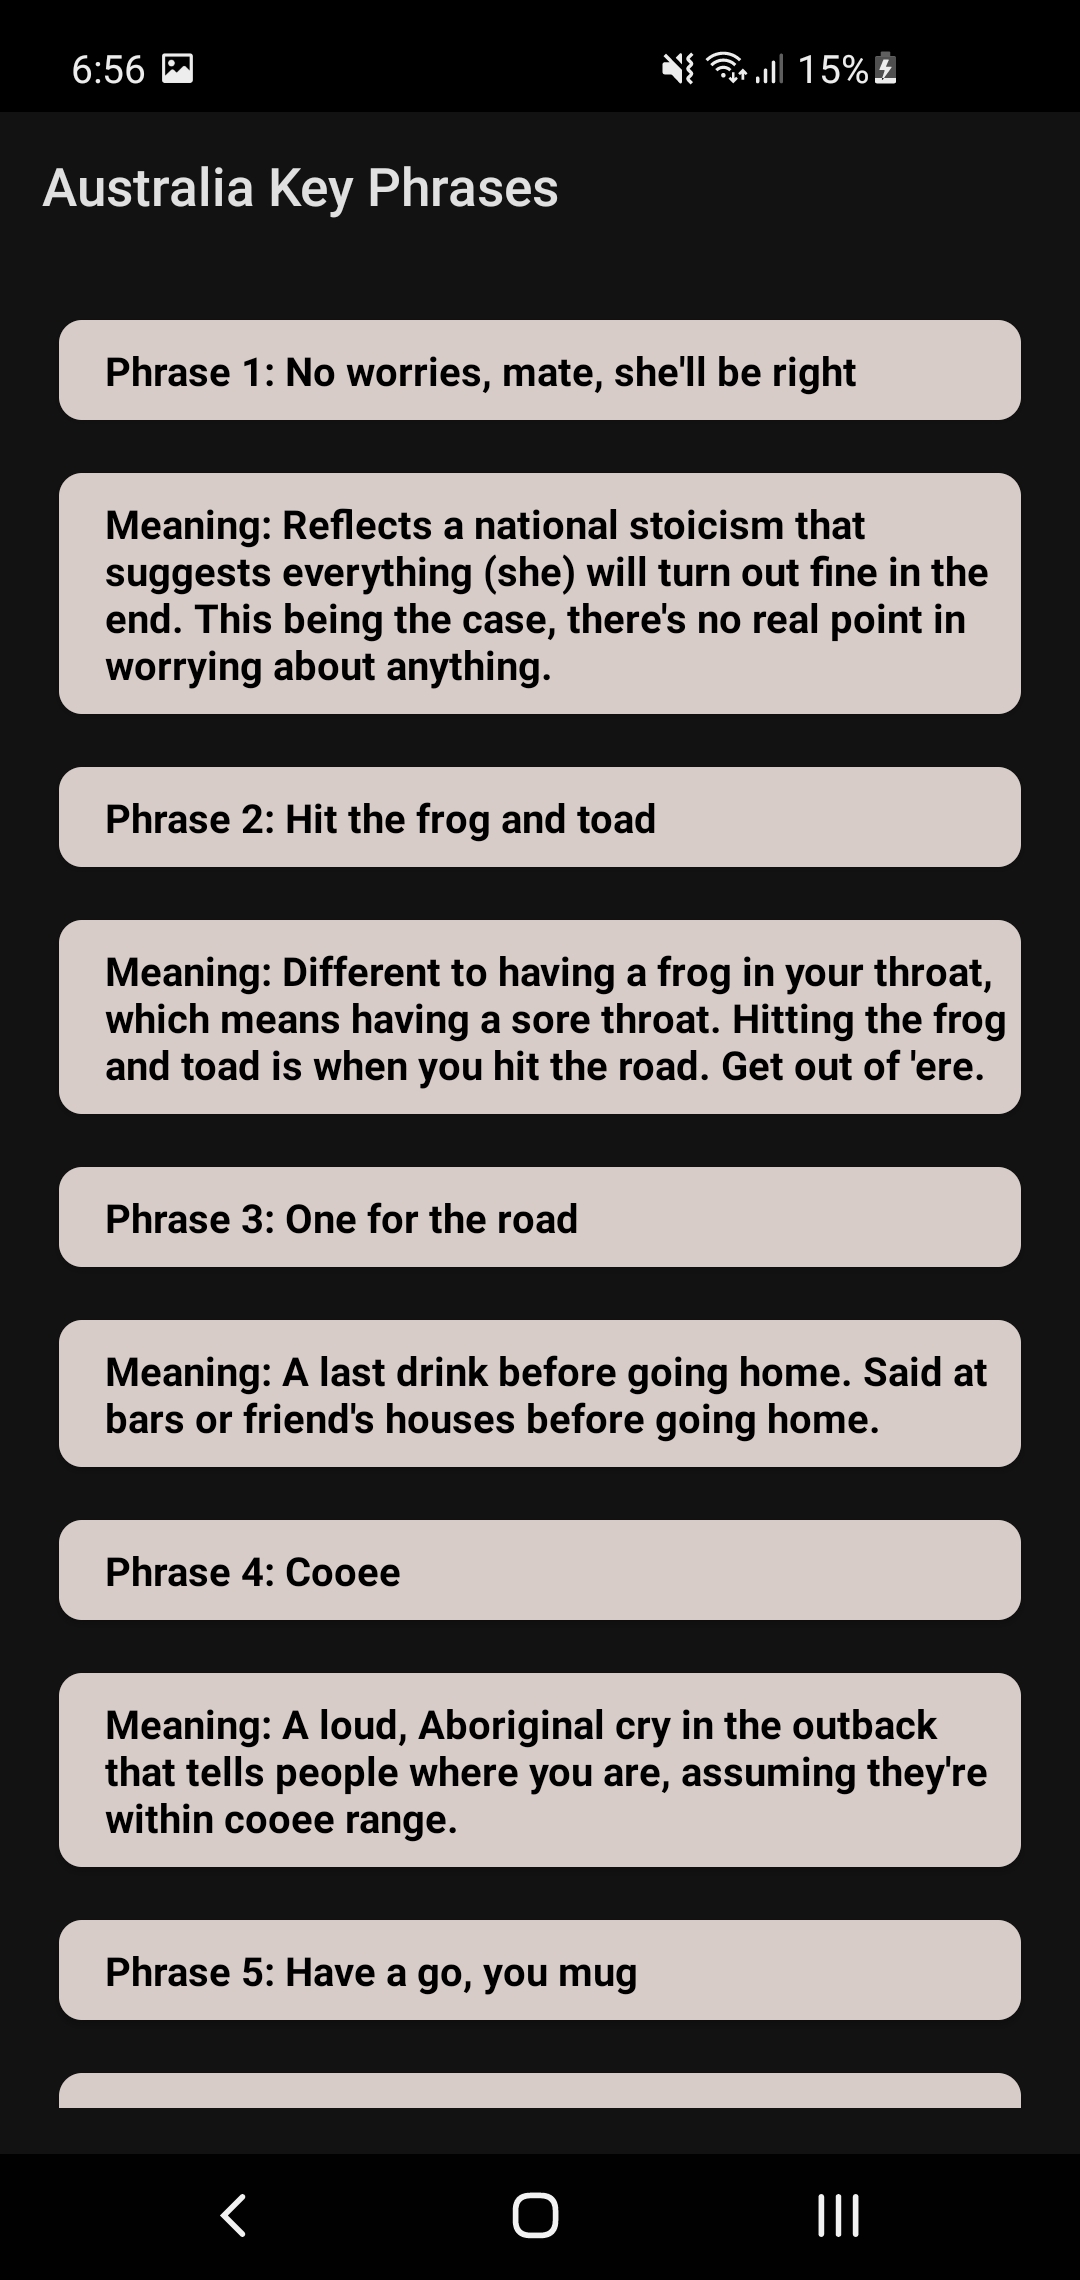 6:56
15%
Australia Key Phrases
Phrase 1: No worries, mate, she'll be right
Meaning: Reflects a national stoicism that
suggests everything (she) will turn out fine in the
end. This being the case, there's no real point in
worrying about anything.
Phrase 2: Hit the frog and toad
Meaning: Different to having a frog in your throat,
which means having a sore throat. Hitting the frog
and toad is when you hit the road. Get out of 'ere.
Phrase 3: One for the road
Meaning: A last drink before going home. Said at
bars or friend's houses before going home.
Phrase 4: Cooee
Meaning: A loud, Aboriginal cry in the outback
that tells people where you are, assuming they're
within cooee range.
Phrase 5: Have a go, you mug